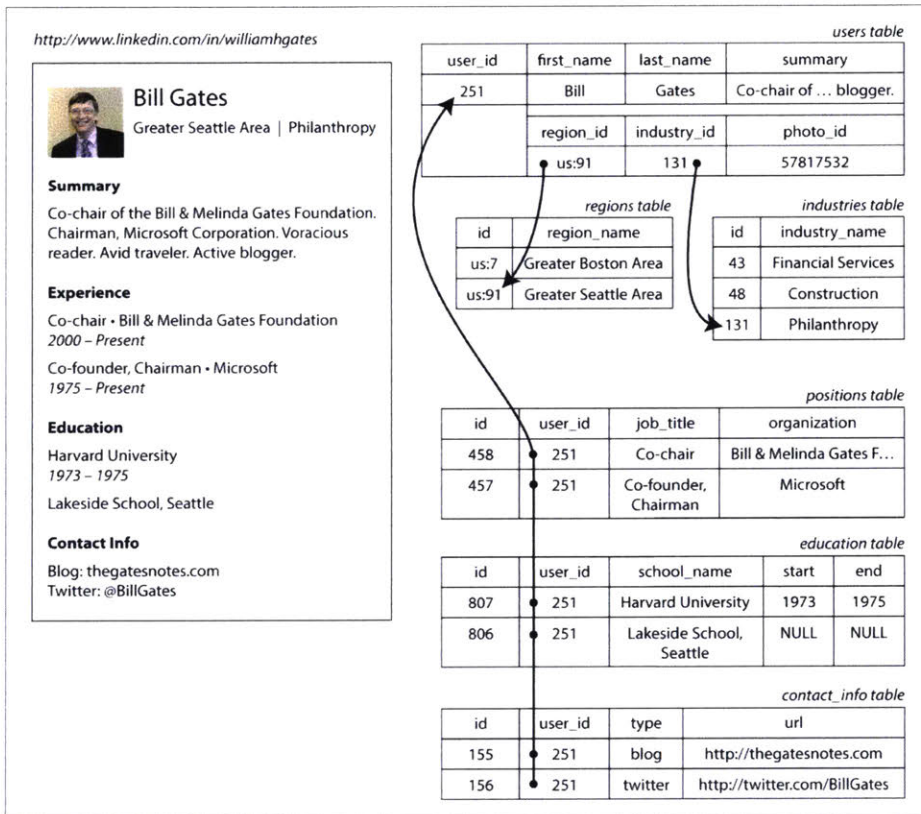 http://www.linkedin.com/in/williamhgates
Bill Gates
Greater Seattle Area | Philanthropy
Summary
Co-chair of the Bill & Melinda Gates Foundation.
Chairman, Microsoft Corporation. Voracious
reader. Avid traveler. Active blogger.
Experience
Co-chair • Bill & Melinda Gates Foundation
2000 – Present
Co-founder, Chairman • Microsoft
1975 – Present
Education
Harvard University
1973 – 1975
Lakeside School, Seattle
Contact Info
Blog: thegatesnotes.com
Twitter: @BillGates
users table
user_id first_name last_name summary
251 Bill Gates Co-chair of … blogger.
region_id industry_id photo_id
us:91 131 57817532
regions table
id region_name
us:7 Greater Boston Area
us:91 Greater Seattle Area
industries table
id industry_name
43 Financial Services
48 Construction
131 Philanthropy
positions table
id user_id job_title organization
458 251 Co-chair Bill & Melinda Gates F…
457 251 Co-founder, Microsoft
Chairman
education table
id user_id school_name start end
807 251 Harvard University 1973 1975
806 251 Lakeside School, NULL NULL
Seattle
contact_info table
id user_id type url
155 251 blog http://thegatesnotes.com
156 251 twitter http://twitter.com/BillGates